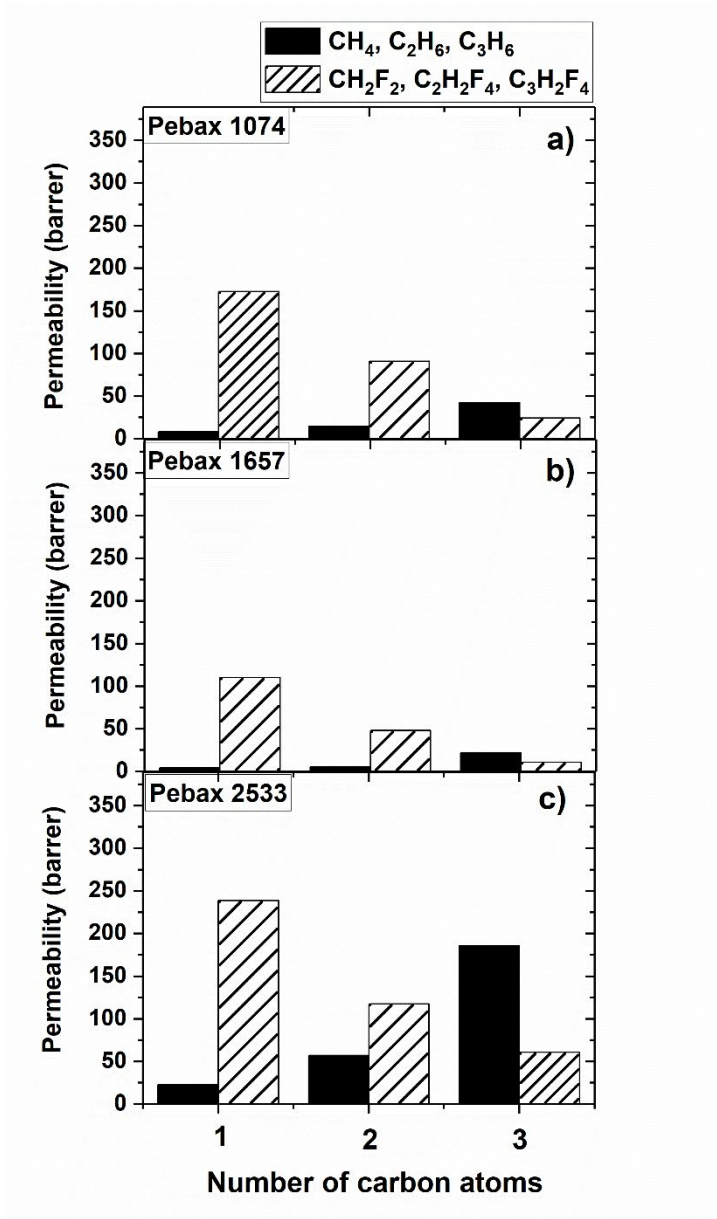 CH₄, C₂H₆, C₃H₆
CH₂F₂, C₂H₂F₄, C₃H₂F₄
Pebax 1074
a)
Permeability (barrer)
350
300
250
200
150
100
50
0
Pebax 1657
b)
Permeability (barrer)
350
300
250
200
150
100
50
0
Pebax 2533
c)
Permeability (barrer)
350
300
250
200
150
100
50
0
1 2 3
Number of carbon atoms